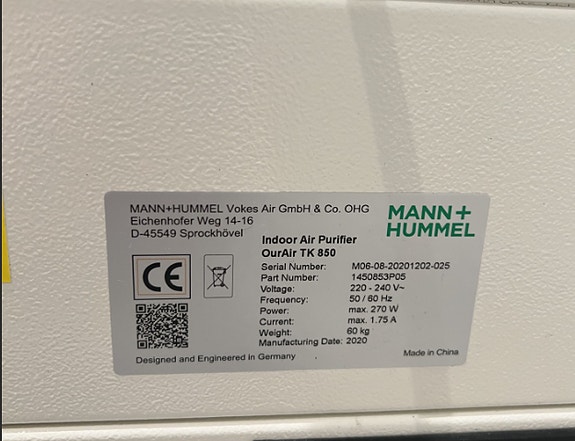 MANN+HUMMEL Vokes Air GmbH & Co. OHG
Eichenhofer Weg 14-16
D-45549 Sprockhövel
MANN+
HUMMEL
Indoor Air Purifier
OurAir TK 850
Serial Number: M06-08-20201202-025
Part Number: 1450853P05
Voltage: 220 - 240 V~
Frequency: 50 / 60 Hz
Power: max. 270 W
Current: max. 1.75 A
Weight: 60 kg
Manufacturing Date: 2020
CE
Designed and Engineered in Germany
Made in China